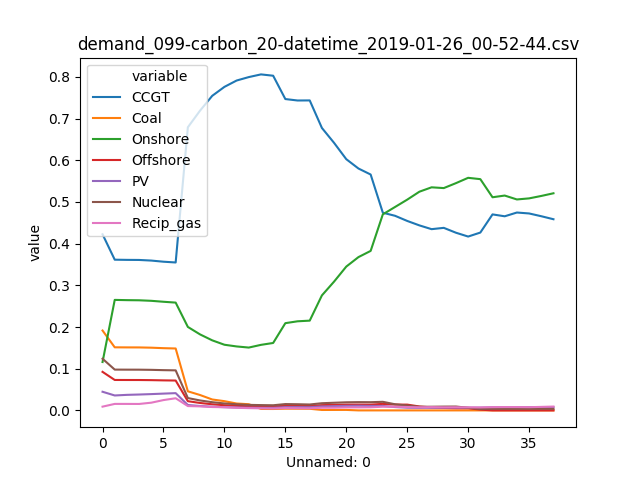 demand_099-carbon_20-datetime_2019-01-26_00-52-44.csv
variable
CCGT
Coal
Onshore
Offshore
PV
Nuclear
Recip_gas
value
0.8
0.7
0.6
0.5
0.4
0.3
0.2
0.1
0.0
0 5 10 15 20 25 30 35
Unnamed: 0